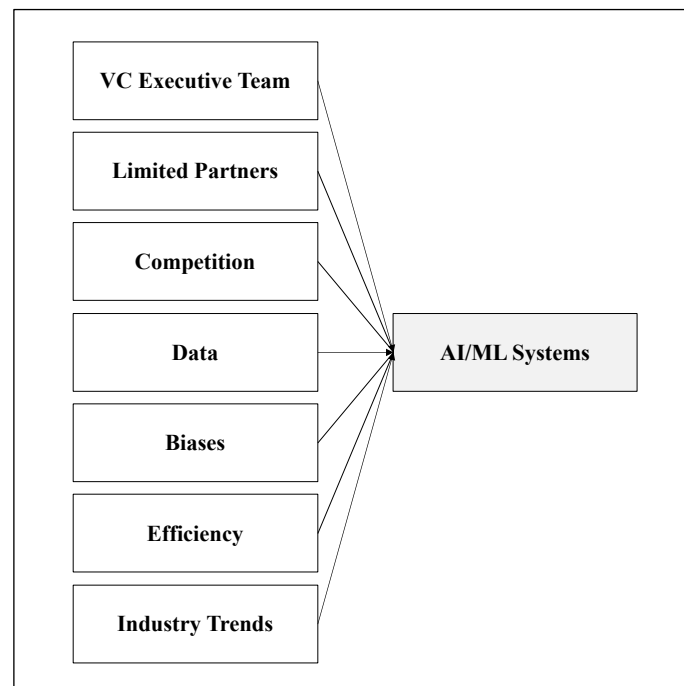 VC Executive Team
Limited Partners
Competition
Data
AI/ML Systems
Biases
Efficiency
Industry Trends